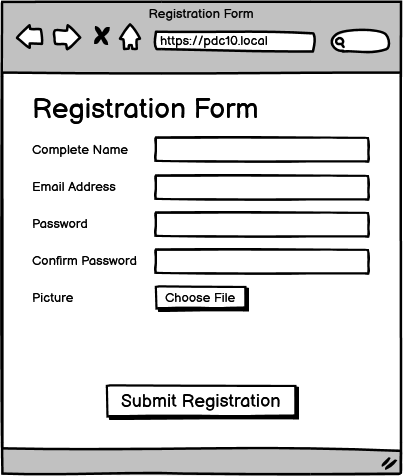 Registration Form
https://pdc10.local
Registration Form
Complete Name
Email Address
Password
Confirm Password
Picture
Choose File
Submit Registration